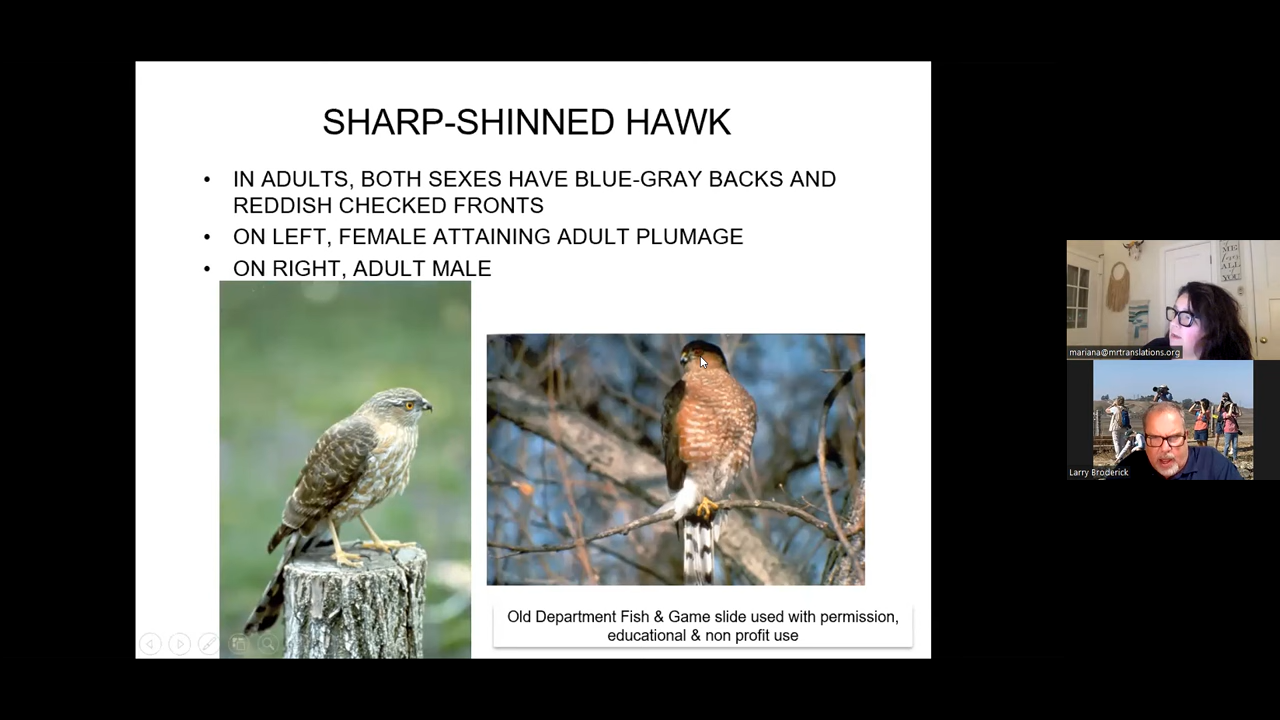 SHARP-SHINNED HAWK
• IN ADULTS, BOTH SEXES HAVE BLUE-GRAY BACKS AND
REDDISH CHECKED FRONTS
• ON LEFT, FEMALE ATTAINING ADULT PLUMAGE
• ON RIGHT, ADULT MALE
Old Department Fish & Game slide used with permission,
educational & non profit use
ALL
YOU
mariana@mrtranslations.org
Larry Broderick